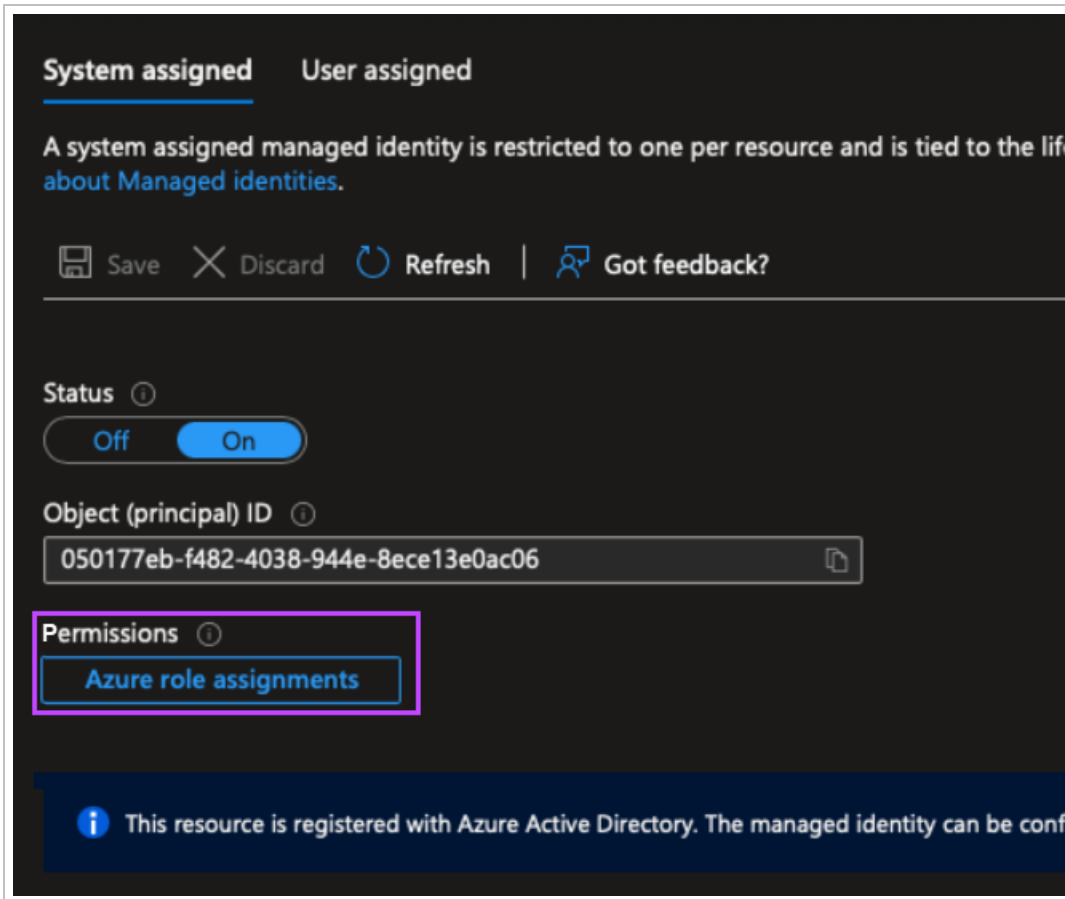 System assigned User assigned
A system assigned managed identity is restricted to one per resource and is tied to the
about Managed identities.
Save Discard Refresh | Got feedback?
Status
Off On
Object (principal) ID
050177eb-f482-4038-944e-8ece13e0ac06
Permissions
Azure role assignments
This resource is registered with Azure Active Directory. The managed identity can be